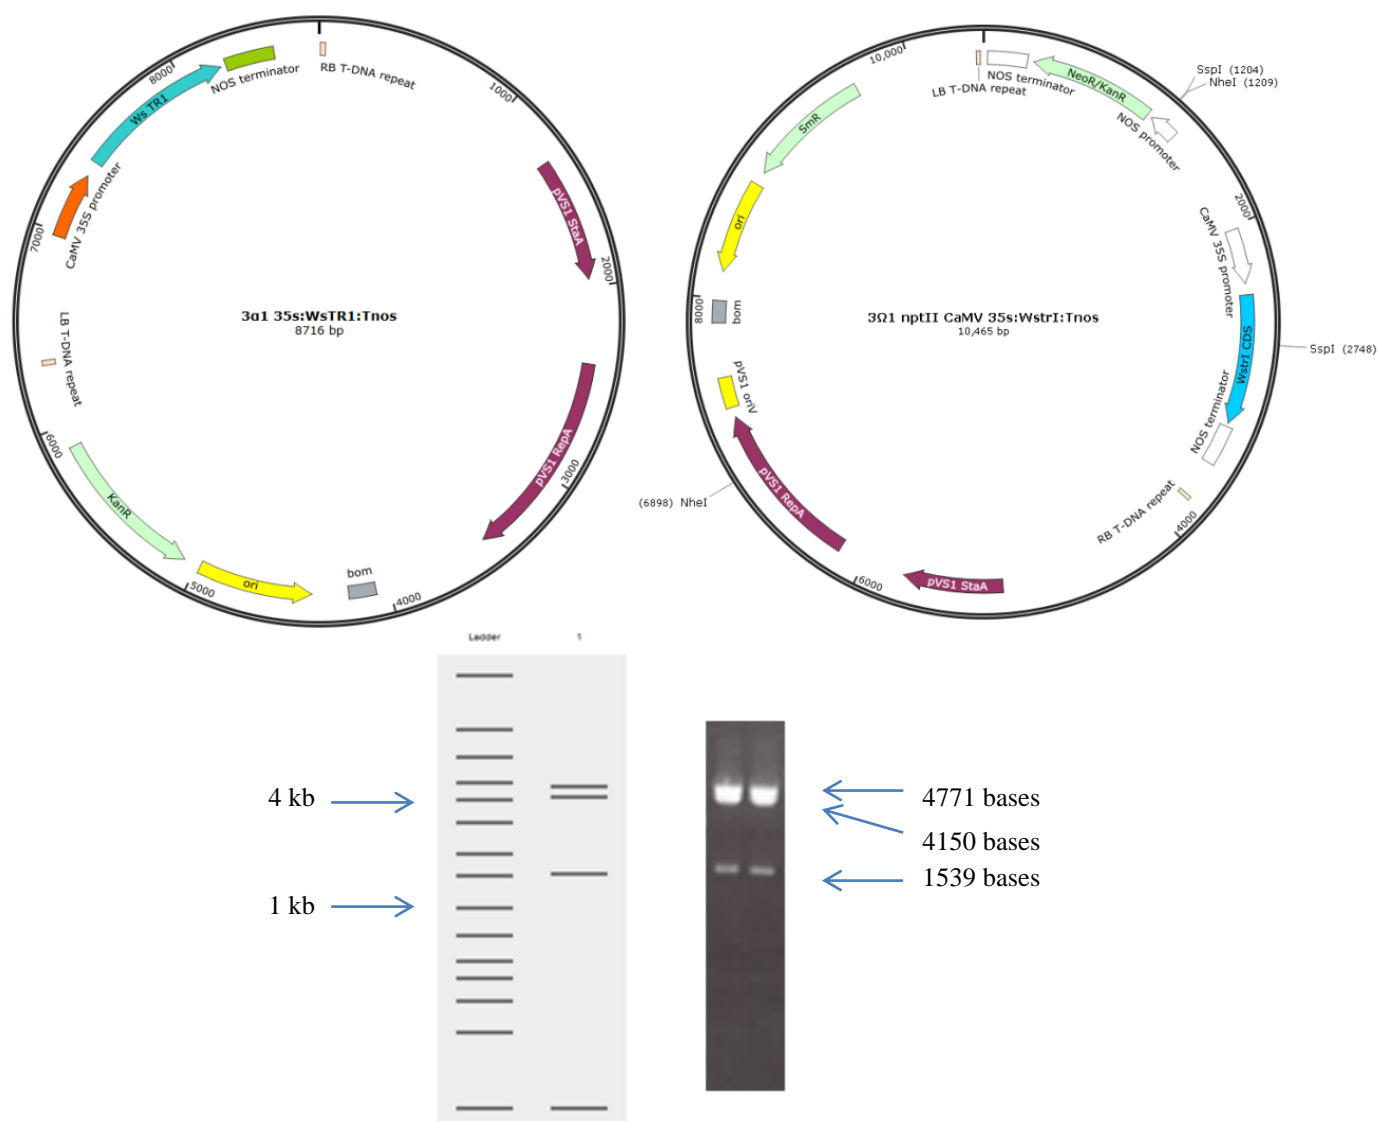 RB T-DNA repeat
1000
pVS1 StaA
2000
pVS1 RepA
3000
4000
bom
ori
5000
KanR
6000
LB T-DNA repeat
7000
CaMV 35S promoter
Ws TR1
8000
NOS terminator
3α1 35s:WsTR1:Tnos
8716 bp
LB T-DNA repeat
NOS terminator
NeoR/KanR
NOS promoter
SspI (1204)
NheI (1209)
2000
CaMV 35S promoter
WstrI CDS
SspI (2748)
NOS terminator
RB T-DNA repeat
4000
pVS1 StaA
6000
pVS1 RepA
(6898) NheI
pVS1 oriV
8000
bom
ori
SmR
10,000
3Ω1 nptII CaMV 35s:WstrI:Tnos
10,465 bp
Ladder 1
4 kb
1 kb
4771 bases
4150 bases
1539 bases